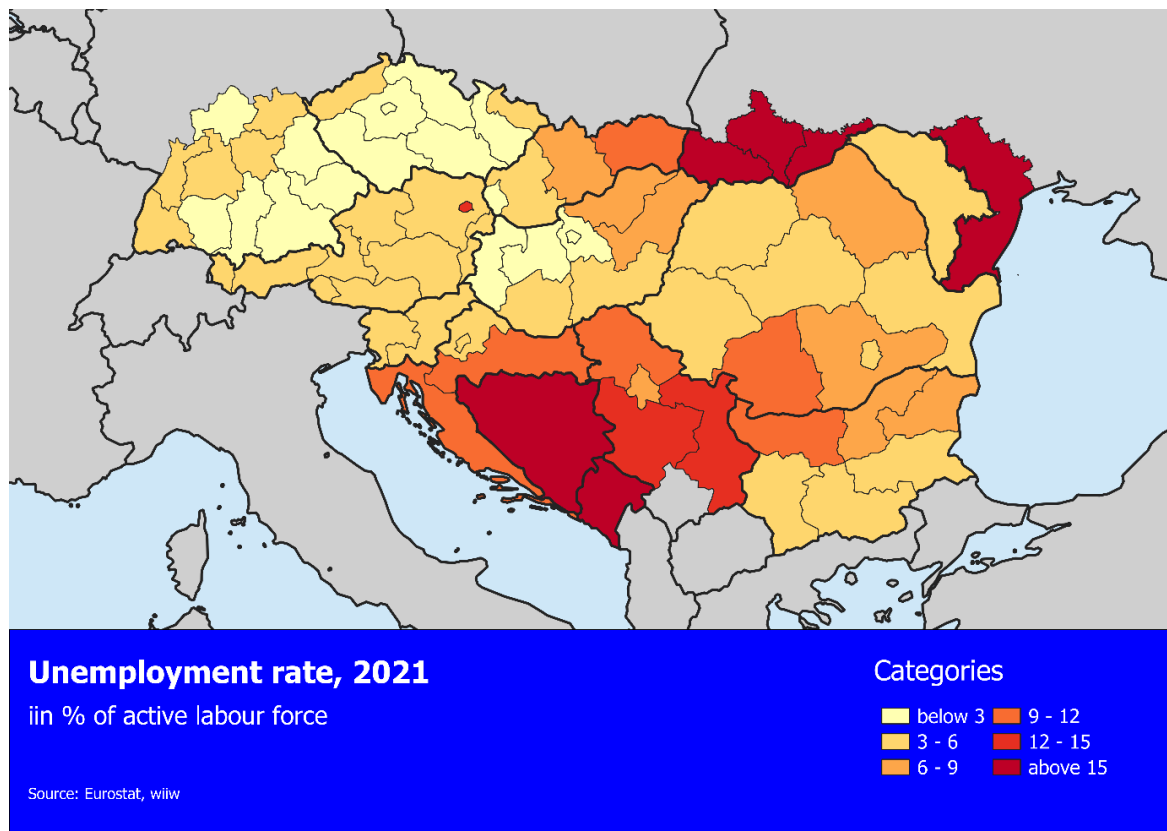 Unemployment rate, 2021
iin % of active labour force
Source: Eurostat, wiiw
Categories
below 3
3 - 6
6 - 9
9 - 12
12 - 15
above 15